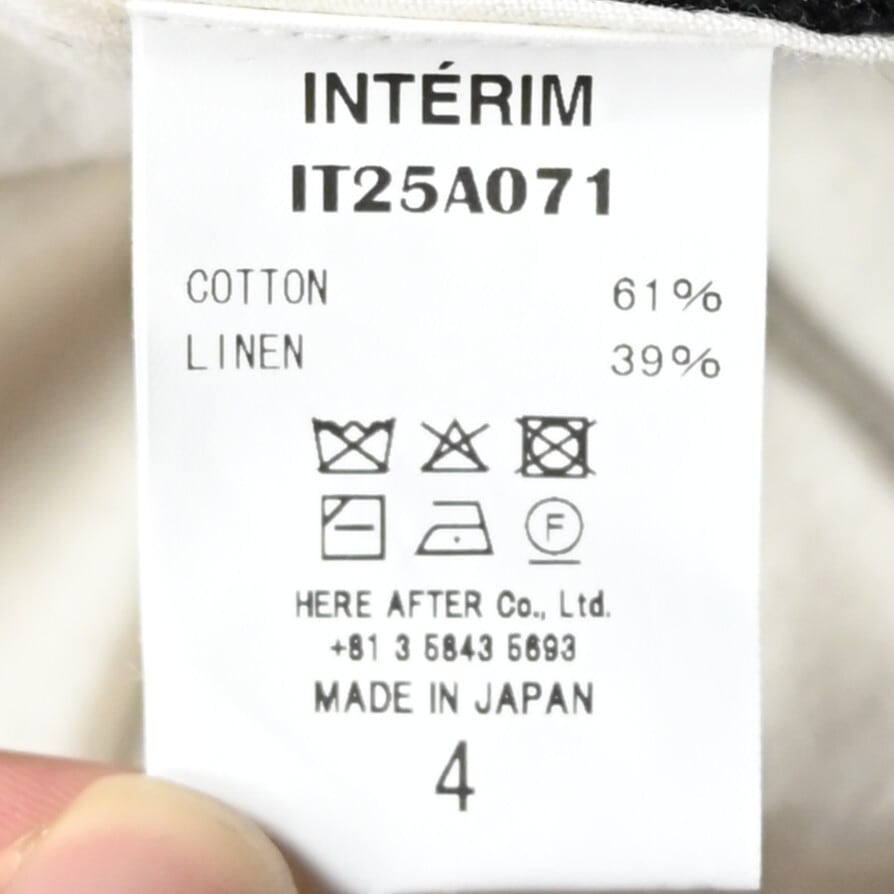 INTÉRIM
IT25A071
COTTON 61%
LINEN 39%
F
HERE AFTER Co., Ltd.
+81 3 5843 5693
MADE IN JAPAN
4